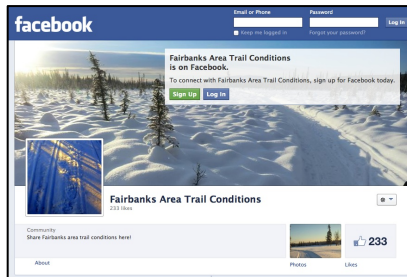 facebook
Email or Phone
Password
Log In
Keep me logged in
Forgot your password?
Fairbanks Area Trail Conditions
is on Facebook.
To connect with Fairbanks Area Trail Conditions, sign up for Facebook today.
Sign Up
Log In
Fairbanks Area Trail Conditions
233 likes
Community
Share Fairbanks area trail conditions here!
233
About
Photos
Likes